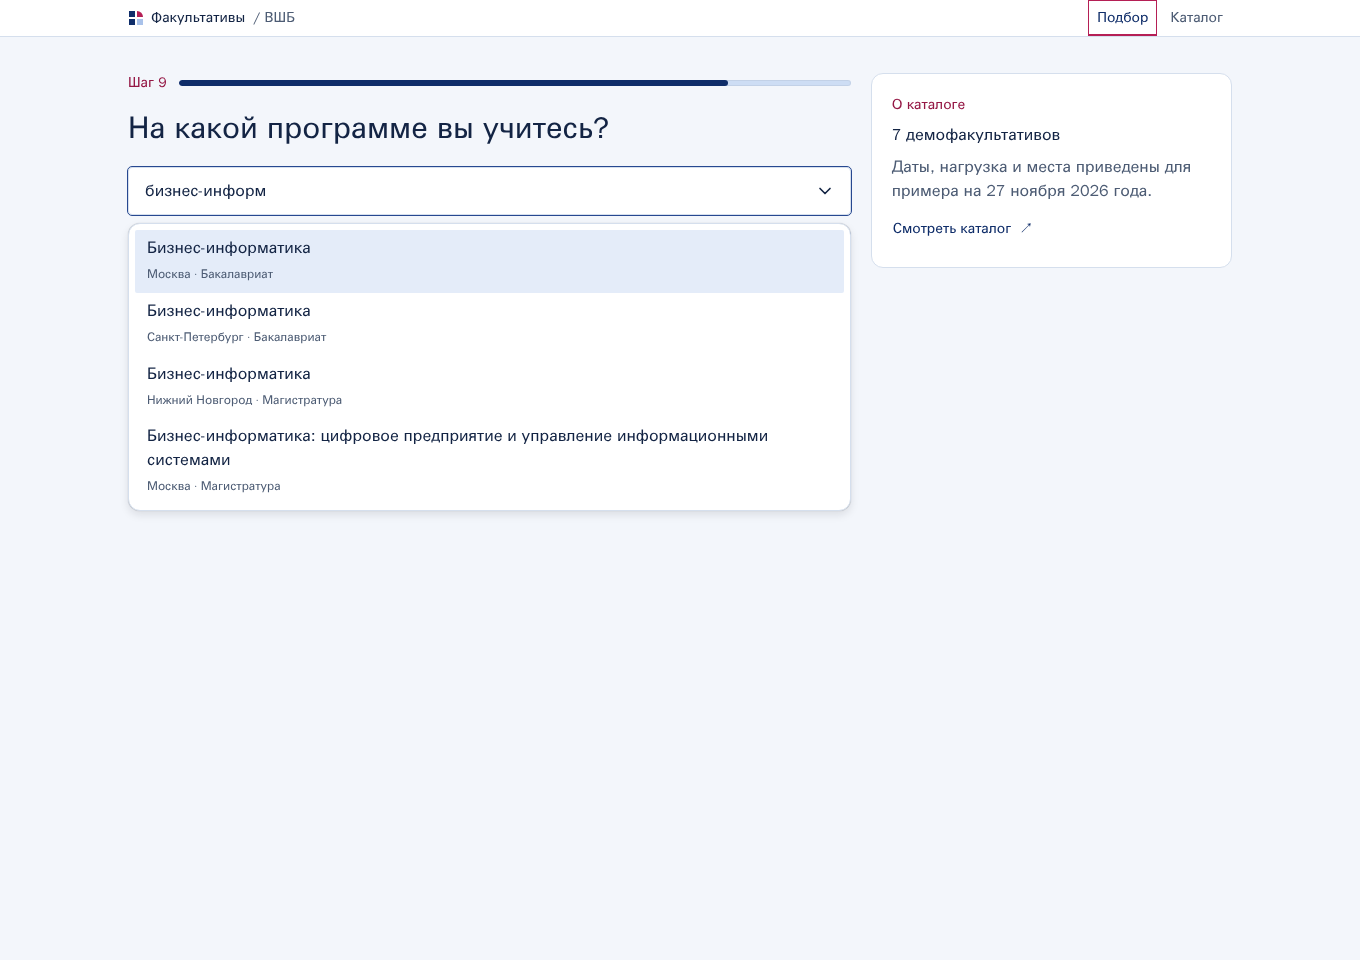 Факультативы / ВШБ
Подбор
Каталог
Шаг 9
На какой программе вы учитесь?
бизнес-информ
Бизнес-информатика
Москва · Бакалавриат
Бизнес-информатика
Санкт-Петербург · Бакалавриат
Бизнес-информатика
Нижний Новгород · Магистратура
Бизнес-информатика: цифровое предприятие и управление информационными
системами
Москва · Магистратура
О каталоге
7 демофакультативов
Даты, нагрузка и места приведены для
примера на 27 ноября 2026 года.
Смотреть каталог ↗